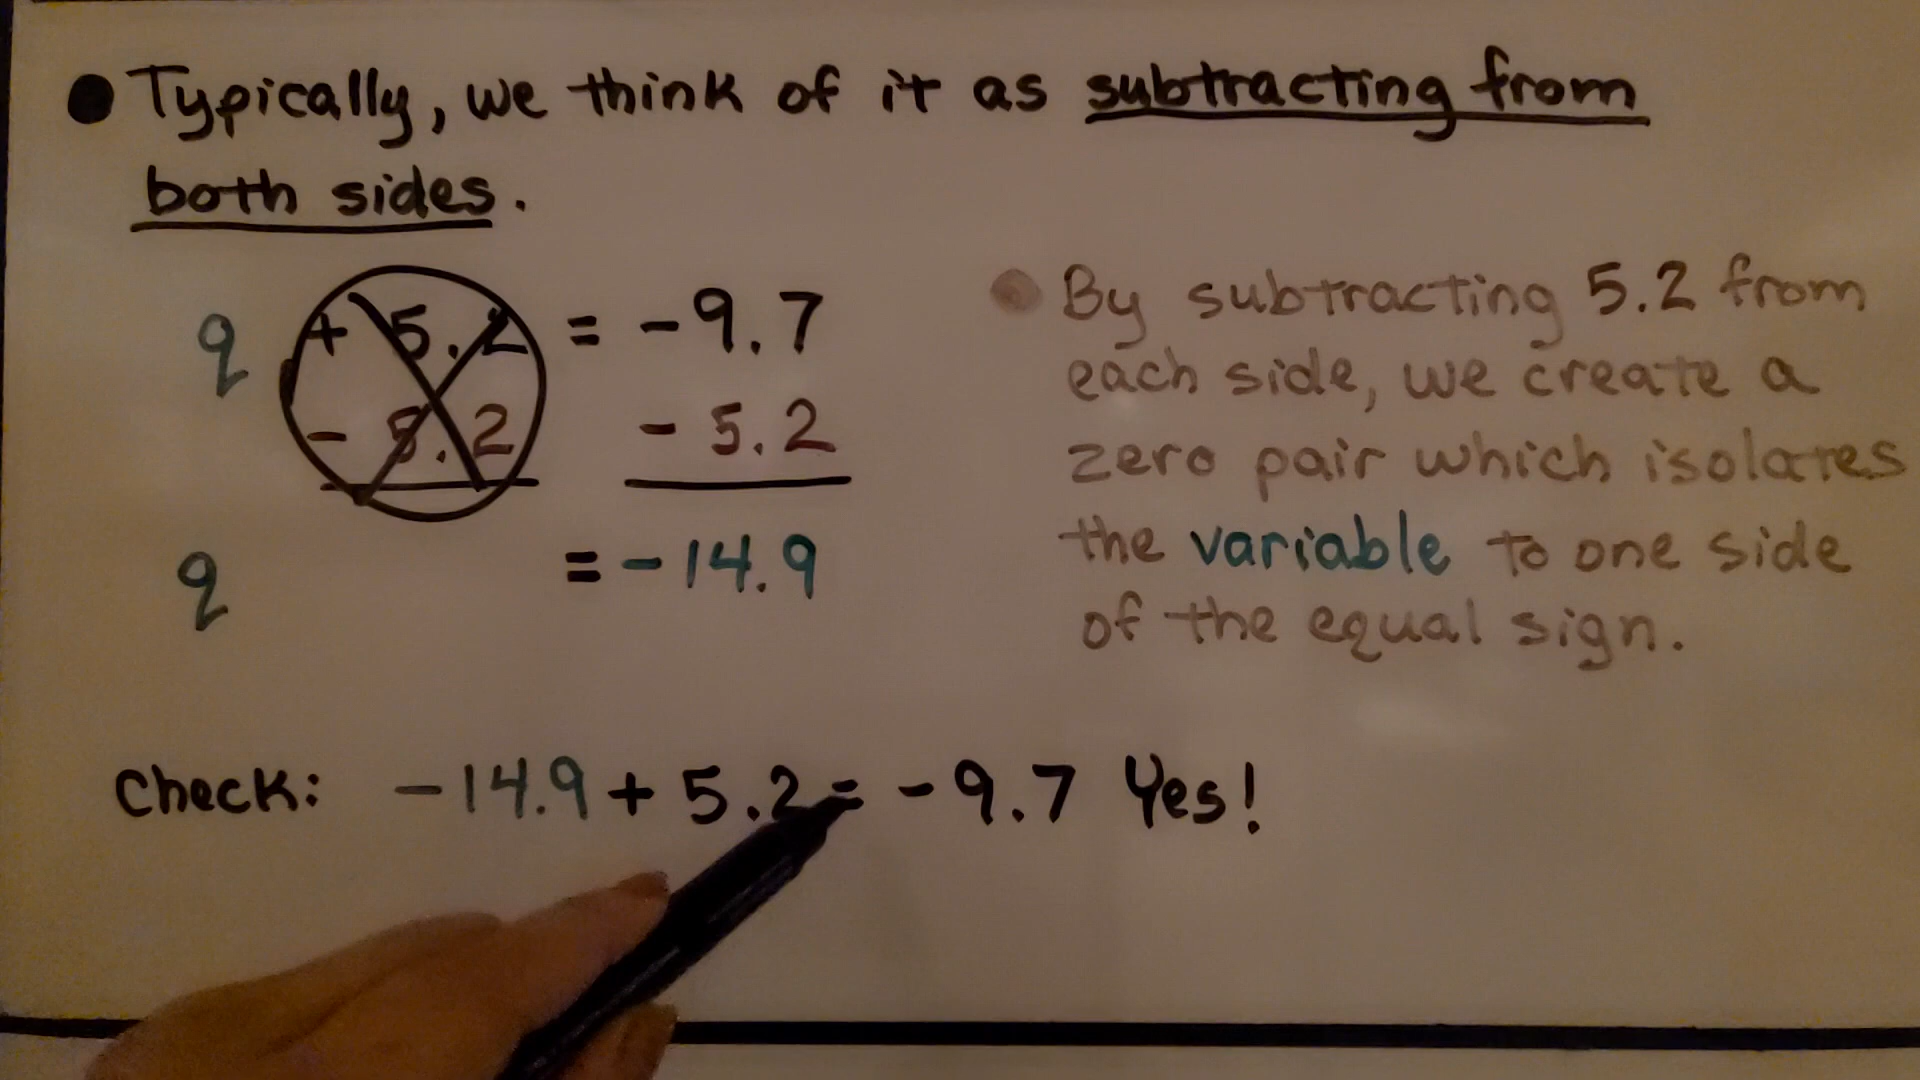 ● Typically, we think of it as subtracting from
both sides.
q + 5.2 = -9.7
- 5.2 - 5.2
q = -14.9
● By subtracting 5.2 from
each side, we create a
zero pair which isolates
the variable to one side
of the equal sign.
Check: -14.9 + 5.2 = -9.7 Yes!